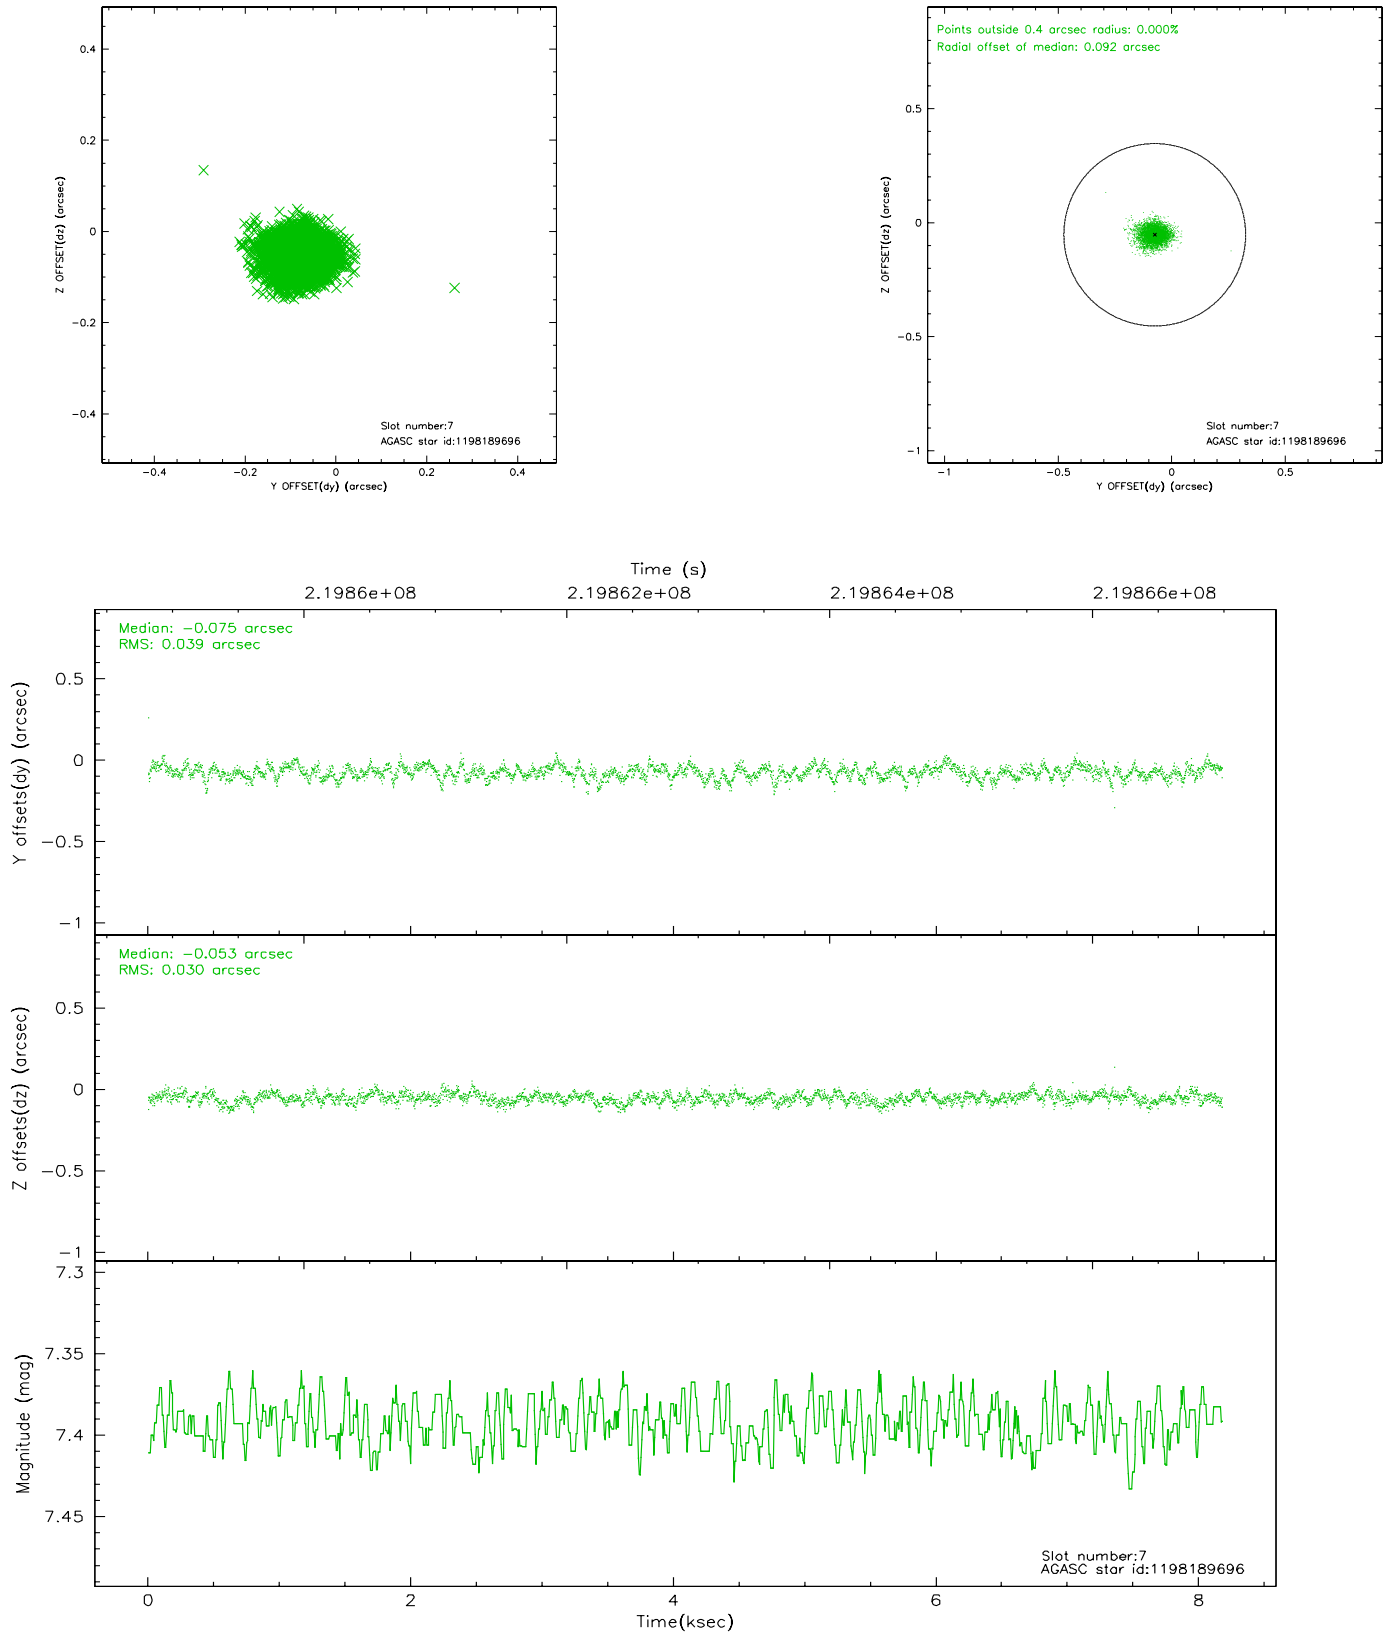 0.4
0.2
0
−0.2
−0.4
Z OFFSET(dz) (arcsec)
−0.4 −0.2 0 0.2 0.4
Y OFFSET(dy) (arcsec)
Slot number:7
AGASC star id:1198189696
Points outside 0.4 arcsec radius: 0.000%
Radial offset of median: 0.092 arcsec
0.5
0
−0.5
−1
Z OFFSET(dz) (arcsec)
−1 −0.5 0 0.5
Y OFFSET(dy) (arcsec)
Slot number:7
AGASC star id:1198189696
Time (s)
2.1986e+08 2.19862e+08 2.19864e+08 2.19866e+08
Median: −0.075 arcsec
RMS: 0.039 arcsec
0.5
0
−0.5
−1
Y offsets(dy) (arcsec)
Median: −0.053 arcsec
RMS: 0.030 arcsec
0.5
0
−0.5
−1
Z offsets(dz) (arcsec)
7.3
7.35
7.4
7.45
Magnitude (mag)
Slot number:7
AGASC star id:1198189696
0 2 4 6 8
Time(ksec)